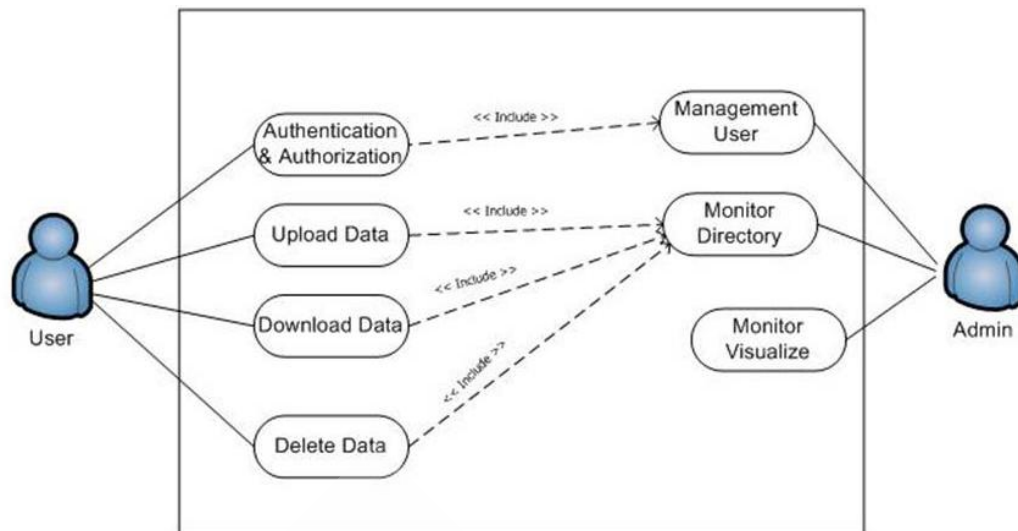 Authentication
& Authorization
<< Include >>
Management
User
Upload Data
<< Include >>
Monitor
Directory
Download Data
<< Include >>
Monitor
Visualize
Delete Data
<< Include >>
User
Admin